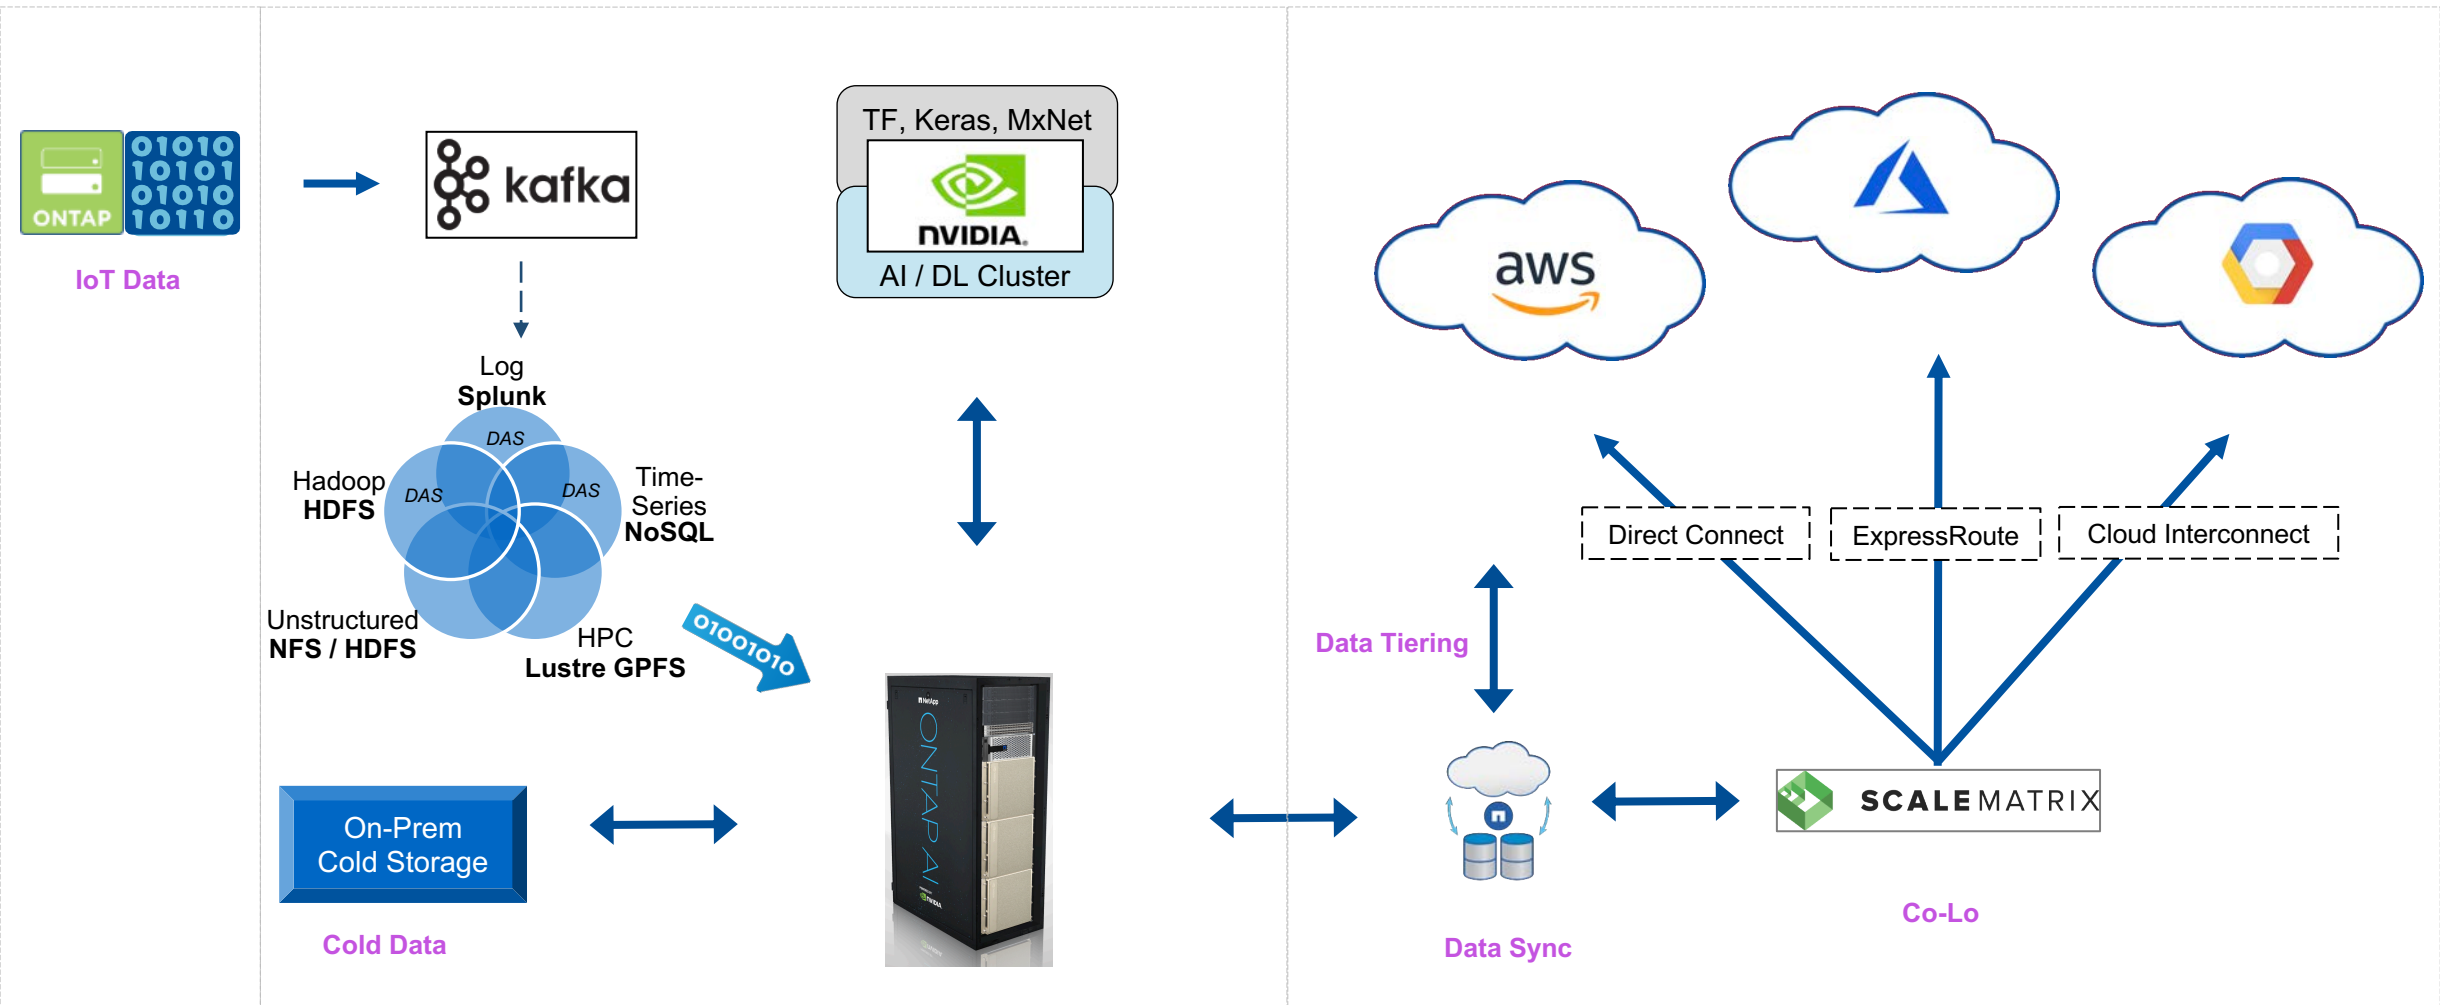 01010
10101
01010
10110
ONTAP
IoT Data
kafka
Log
Splunk
DAS
Hadoop
HDFS
DAS
DAS
Time-
Series
NoSQL
Unstructured
NFS / HDFS
HPC
Lustre GPFS
01001010
TF, Keras, MxNet
NVIDIA.
AI / DL Cluster
NetApp
ONTAP AI
NVIDIA
On-Prem
Cold Storage
Cold Data
aws
Direct Connect
ExpressRoute
Cloud Interconnect
Data Tiering
Data Sync
SCALEMATRIX
Co-Lo